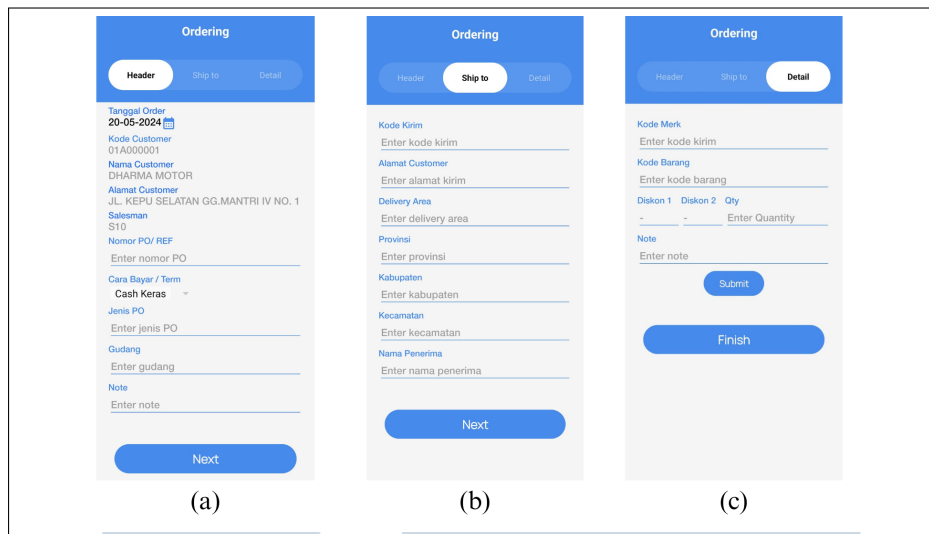 Ordering
Header Ship to Detail
Tanggal Order
20-05-2024
Kode Customer
01A000001
Nama Customer
DHARMA MOTOR
Alamat Customer
JL. KEPU SELATAN GG.MANTRI IV NO. 1
Salesman
S10
Nomor PO/ REF
Enter nomor PO
Cara Bayar / Term
Cash Keras
Jenis PO
Enter jenis PO
Gudang
Enter gudang
Note
Enter note
Next
(a)
Ordering
Header Ship to Detail
Kode Kirim
Enter kode kirim
Alamat Customer
Enter alamat kirim
Delivery Area
Enter delivery area
Provinsi
Enter provinsi
Kabupaten
Enter kabupaten
Kecamatan
Enter kecamatan
Nama Penerima
Enter nama penerima
Next
(b)
Ordering
Header Ship to Detail
Kode Merk
Enter kode kirim
Kode Barang
Enter kode barang
Diskon 1 Diskon 2 Qty
- - Enter Quantity
Note
Enter note
Submit
Finish
(c)